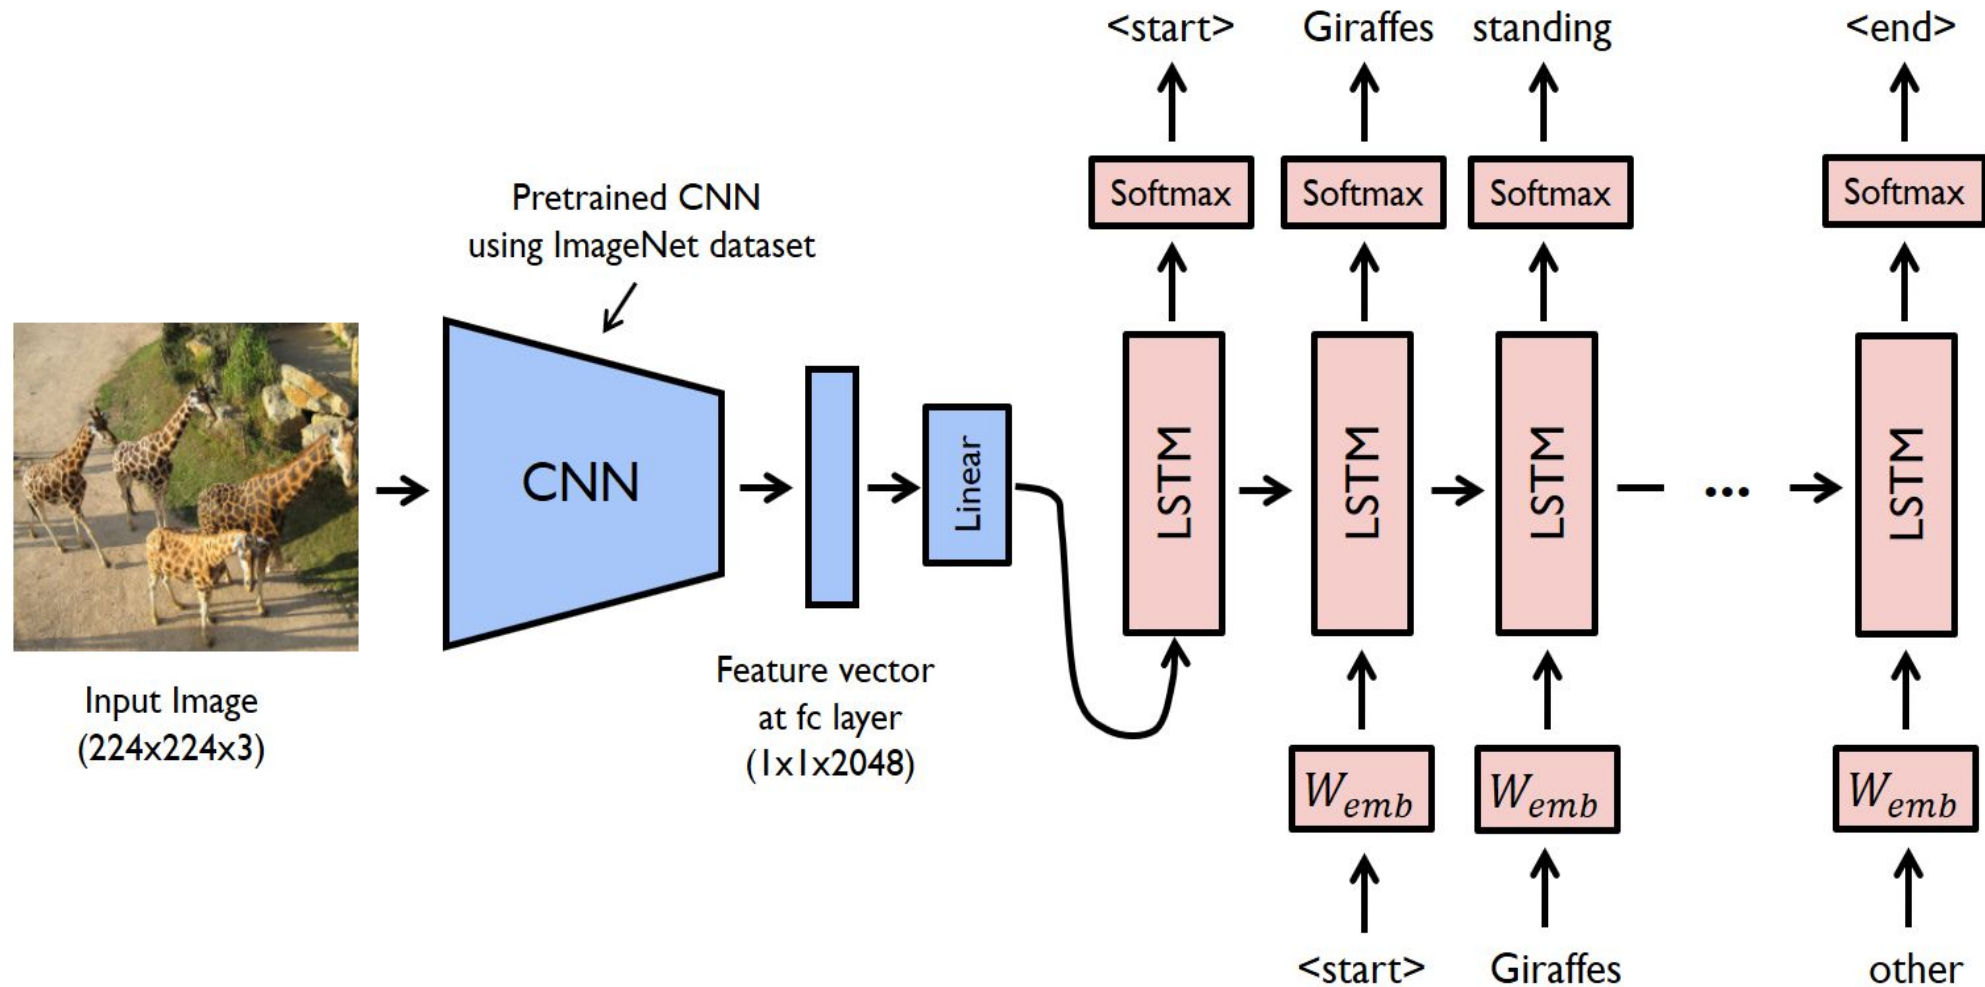 <start> Giraffes standing <end>
Softmax Softmax Softmax Softmax
Pretrained CNN
using ImageNet dataset
CNN
Linear
LSTM LSTM LSTM ... LSTM
Feature vector
at fc layer
(1x1x2048)
Input Image
(224x224x3)
W_emb W_emb W_emb
<start> Giraffes other